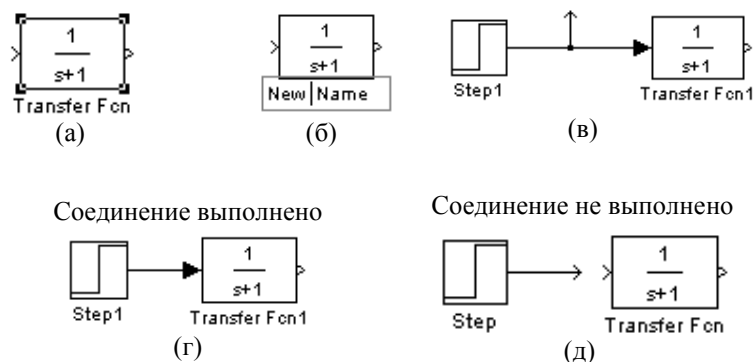 1
s+1
Transfer Fcn
(а)
1
s+1
New Name
(б)
Step1
1
s+1
Transfer Fcn1
(в)
Соединение выполнено
Step1
1
s+1
Transfer Fcn1
(г)
Соединение не выполнено
Step
1
s+1
Transfer Fcn
(д)